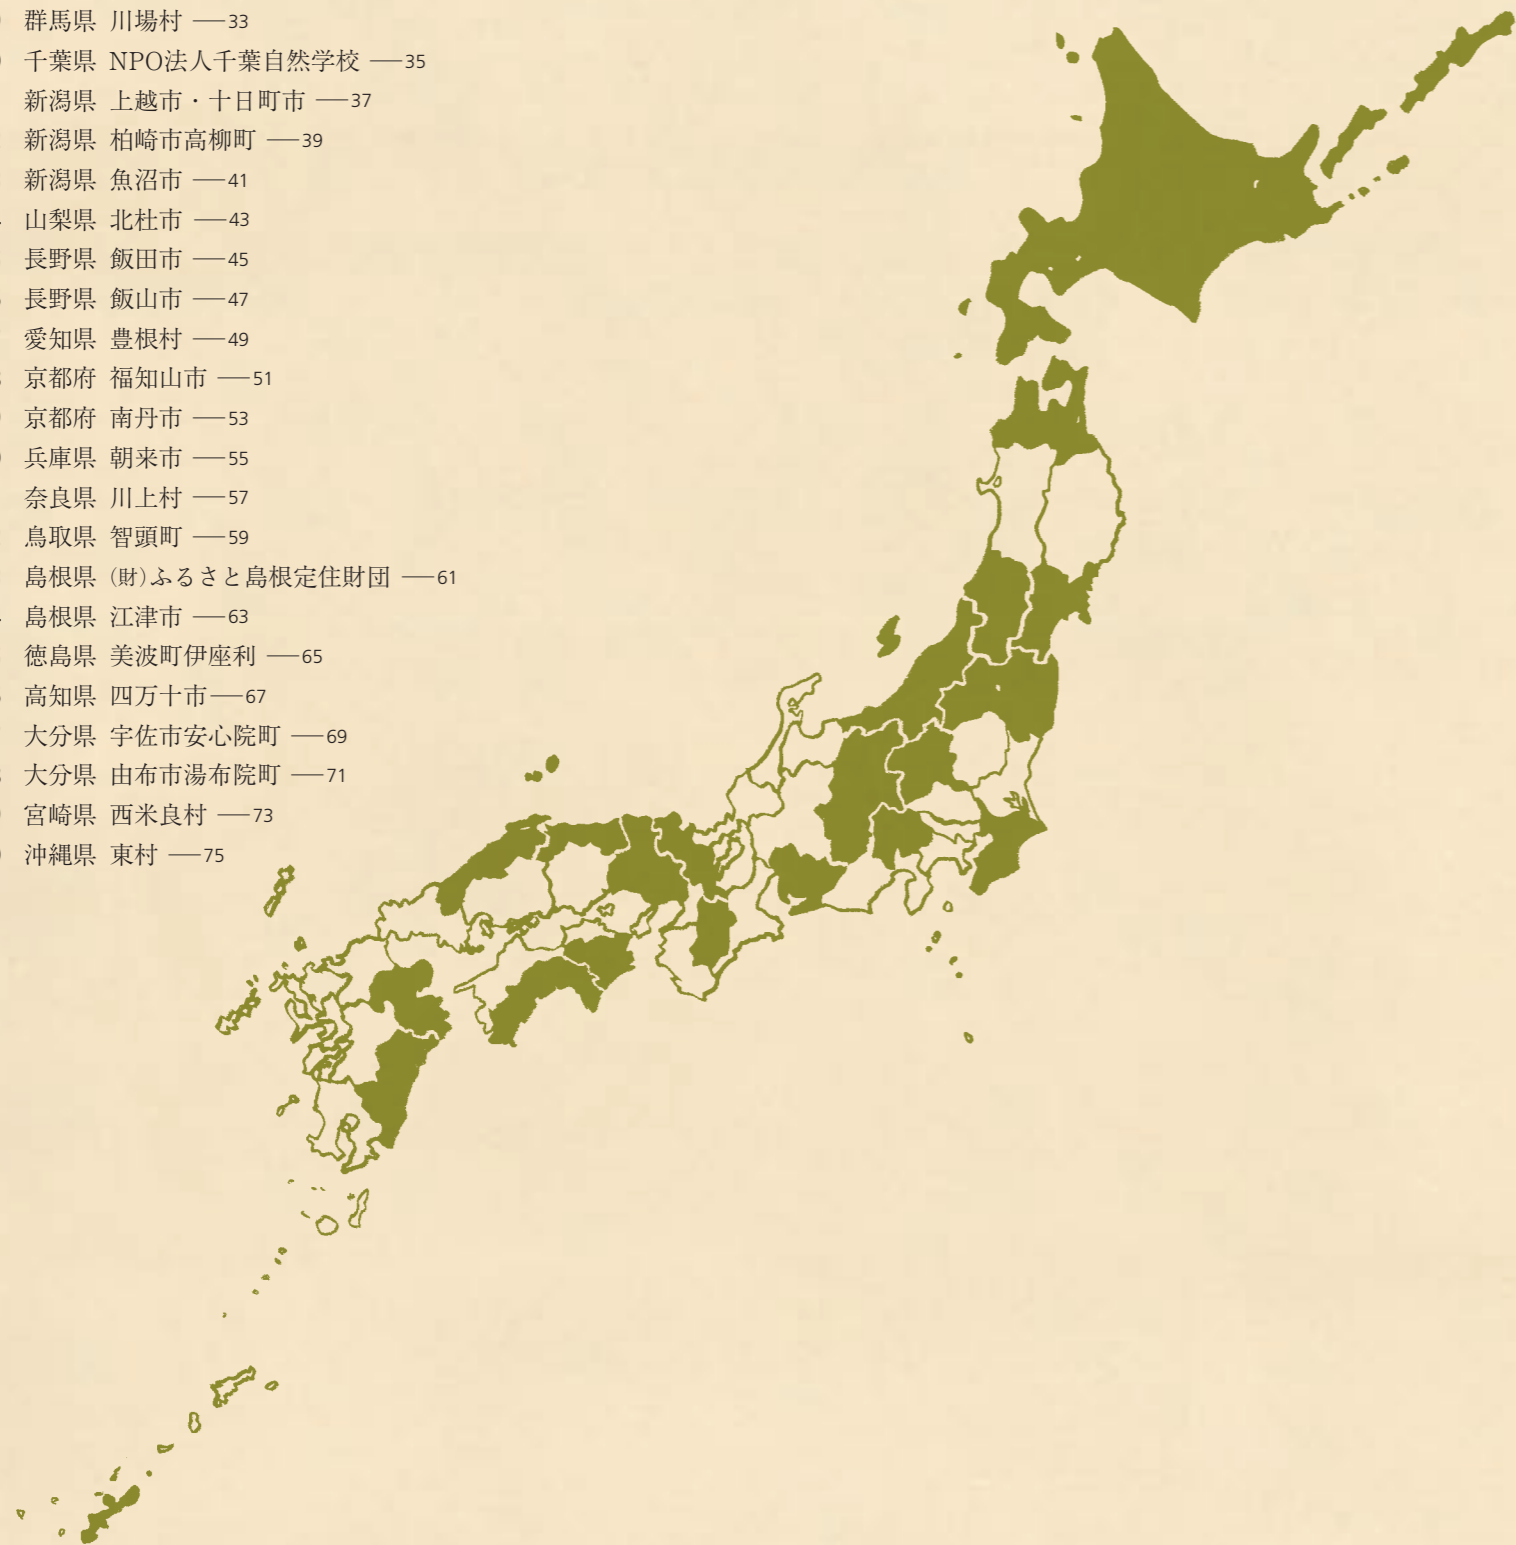 群馬県 川場村 ──33
千葉県 NPO法人千葉自然学校 ──35
新潟県 上越市・十日町市 ──37
新潟県 柏崎市高柳町 ──39
新潟県 魚沼市 ──41
山梨県 北杜市 ──43
長野県 飯田市 ──45
長野県 飯山市 ──47
愛知県 豊根村 ──49
京都府 福知山市 ──51
京都府 南丹市 ──53
兵庫県 朝来市 ──55
奈良県 川上村 ──57
鳥取県 智頭町 ──59
島根県 (財)ふるさと島根定住財団 ──61
島根県 江津市 ──63
徳島県 美波町伊座利 ──65
高知県 四万十市──67
大分県 宇佐市安心院町 ──69
大分県 由布市湯布院町 ──71
宮崎県 西米良村 ──73
沖縄県 東村 ──75